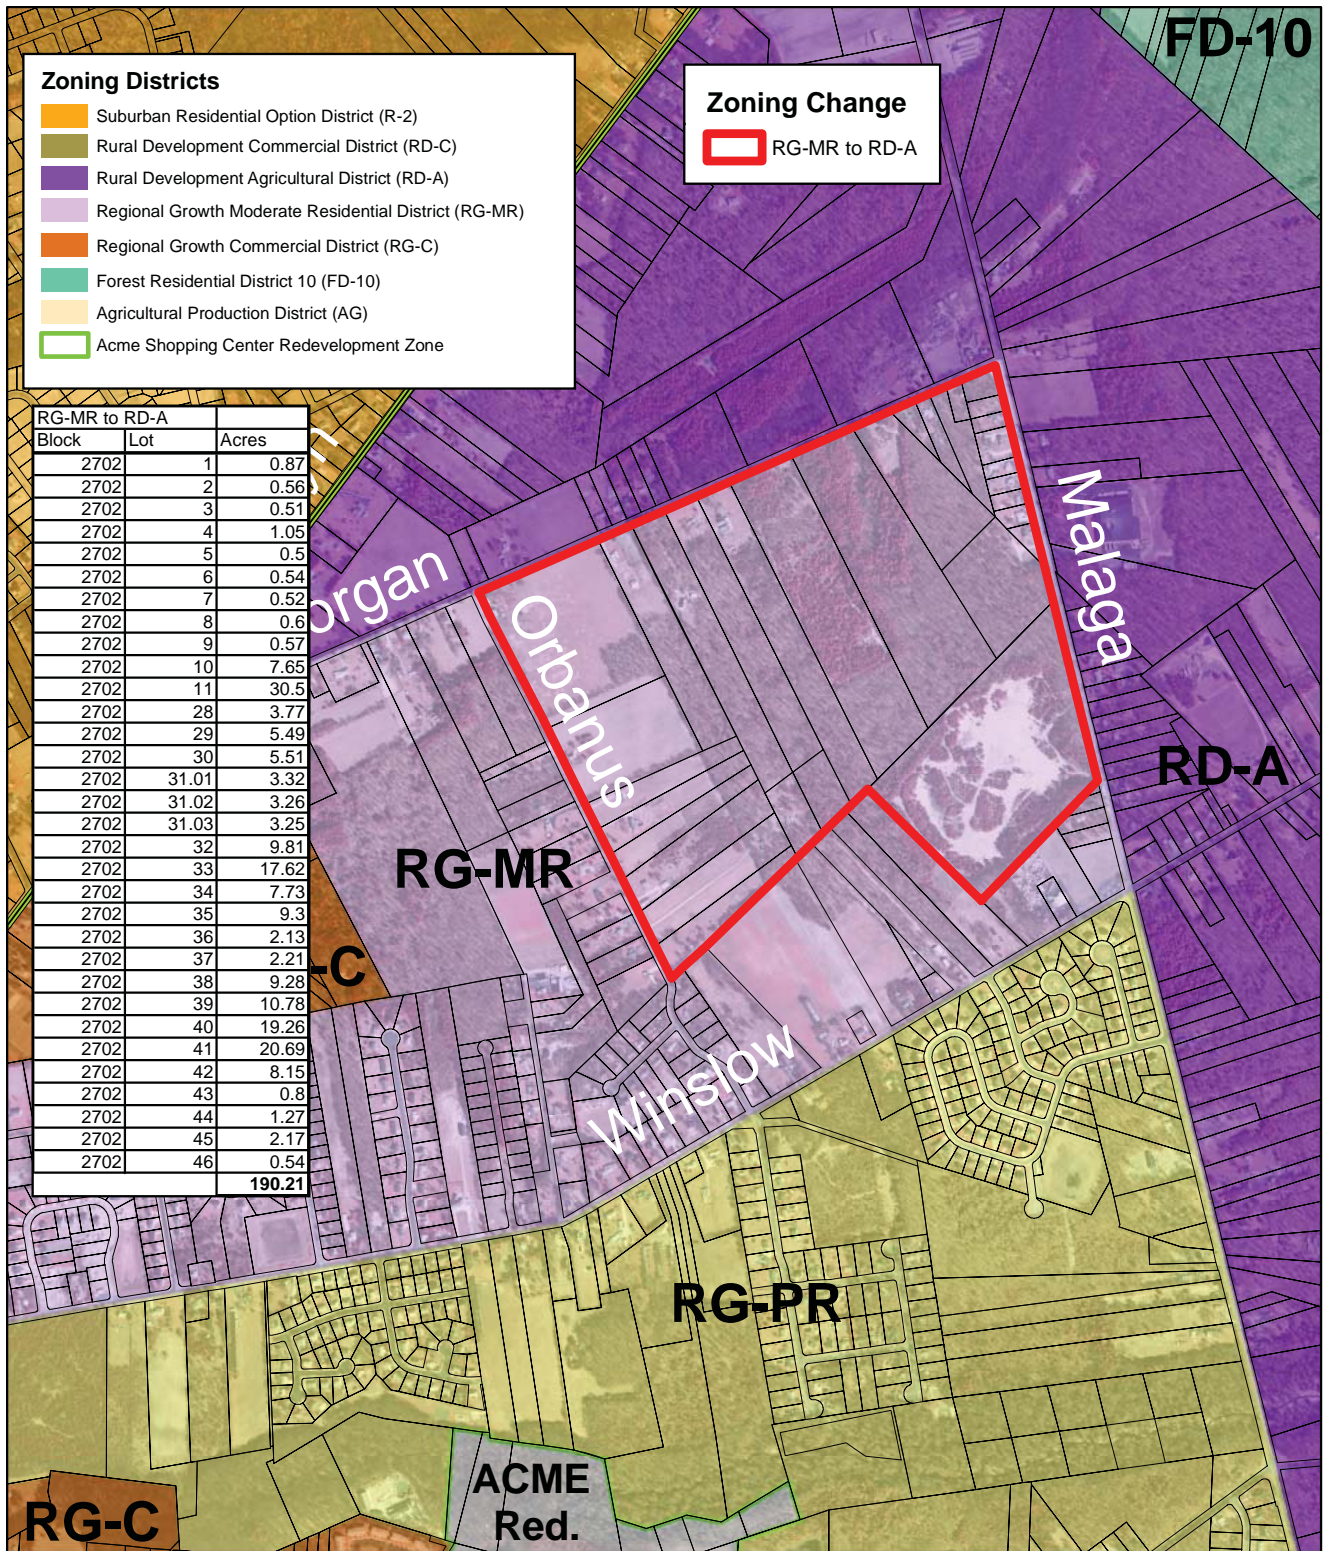 FD-10
Zoning Districts
Suburban Residential Option District (R-2)
Rural Development Commercial District (RD-C)
Rural Development Agricultural District (RD-A)
Regional Growth Moderate Residential District (RG-MR)
Regional Growth Commercial District (RG-C)
Forest Residential District 10 (FD-10)
Agricultural Production District (AG)
Acme Shopping Center Redevelopment Zone
Zoning Change
RG-MR to RD-A
RG-MR to RD-A
Block Lot Acres
2702 1 0.87
2702 2 0.56
2702 3 0.51
2702 4 1.05
2702 5 0.5
2702 6 0.54
2702 7 0.52
2702 8 0.6
2702 9 0.57
2702 10 7.65
2702 11 30.5
2702 28 3.77
2702 29 5.49
2702 30 5.51
2702 31.01 3.32
2702 31.02 3.26
2702 31.03 3.25
2702 32 9.81
2702 33 17.62
2702 34 7.73
2702 35 9.3
2702 36 2.13
2702 37 2.21
2702 38 9.28
2702 39 10.78
2702 40 19.26
2702 41 20.69
2702 42 8.15
2702 43 0.8
2702 44 1.27
2702 45 2.17
2702 46 0.54
190.21
organ
Orbanus
Malaga
RD-A
RG-MR
-C
Winslow
RG-PR
ACME
Red.
RG-C